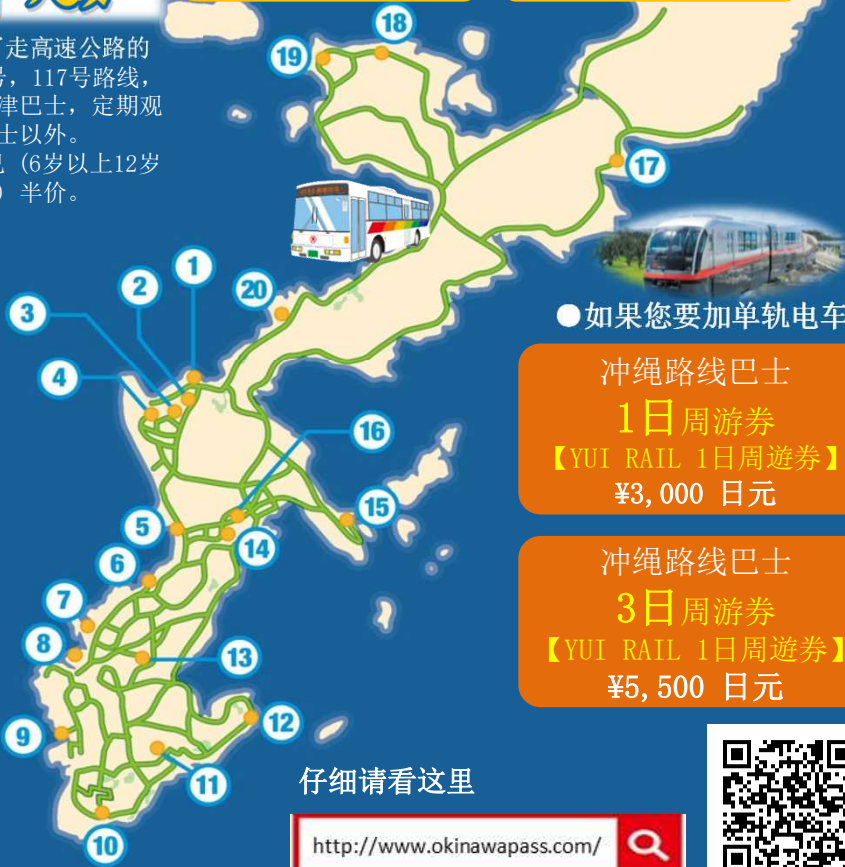 走高速公路的
号，117号路线，
津巴士，定期观
士以外。
（6岁以上12岁
）半价。
18
19
17
1
2
20
3
4
●如果您要加单轨电车
冲绳路线巴士
1日周游券
【YUI RAIL 1日周遊券】
¥3,000 日元
16
15
5
14
6
冲绳路线巴士
3日周游券
【YUI RAIL 1日周遊券】
¥5,500 日元
7
8
13
12
9
11
10
仔细请看这里
http://www.okinawapass.com/